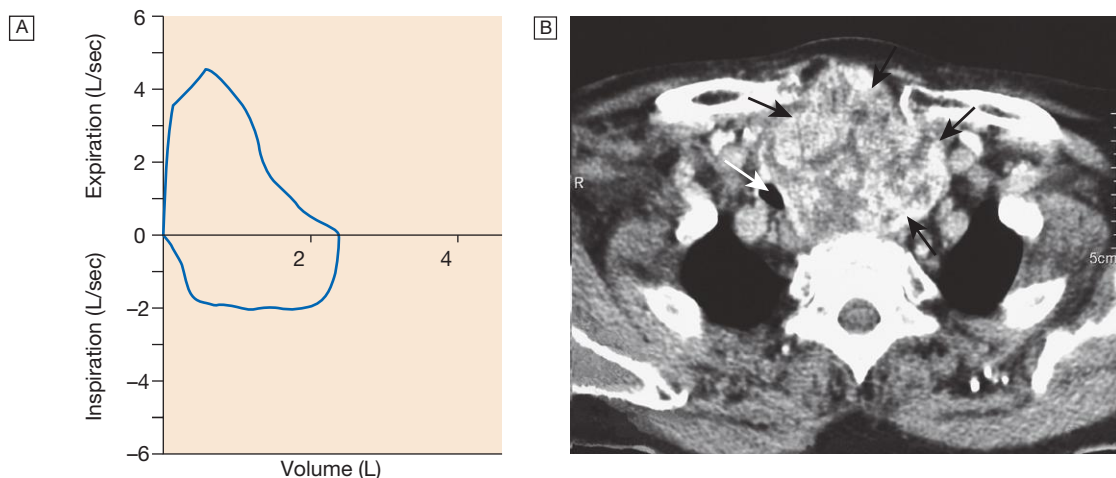 A
Expiration (L/sec)
Inspiration (L/sec)
6
4
2
0
–2
–4
–6
2
4
Volume (L)
B
R
5cm